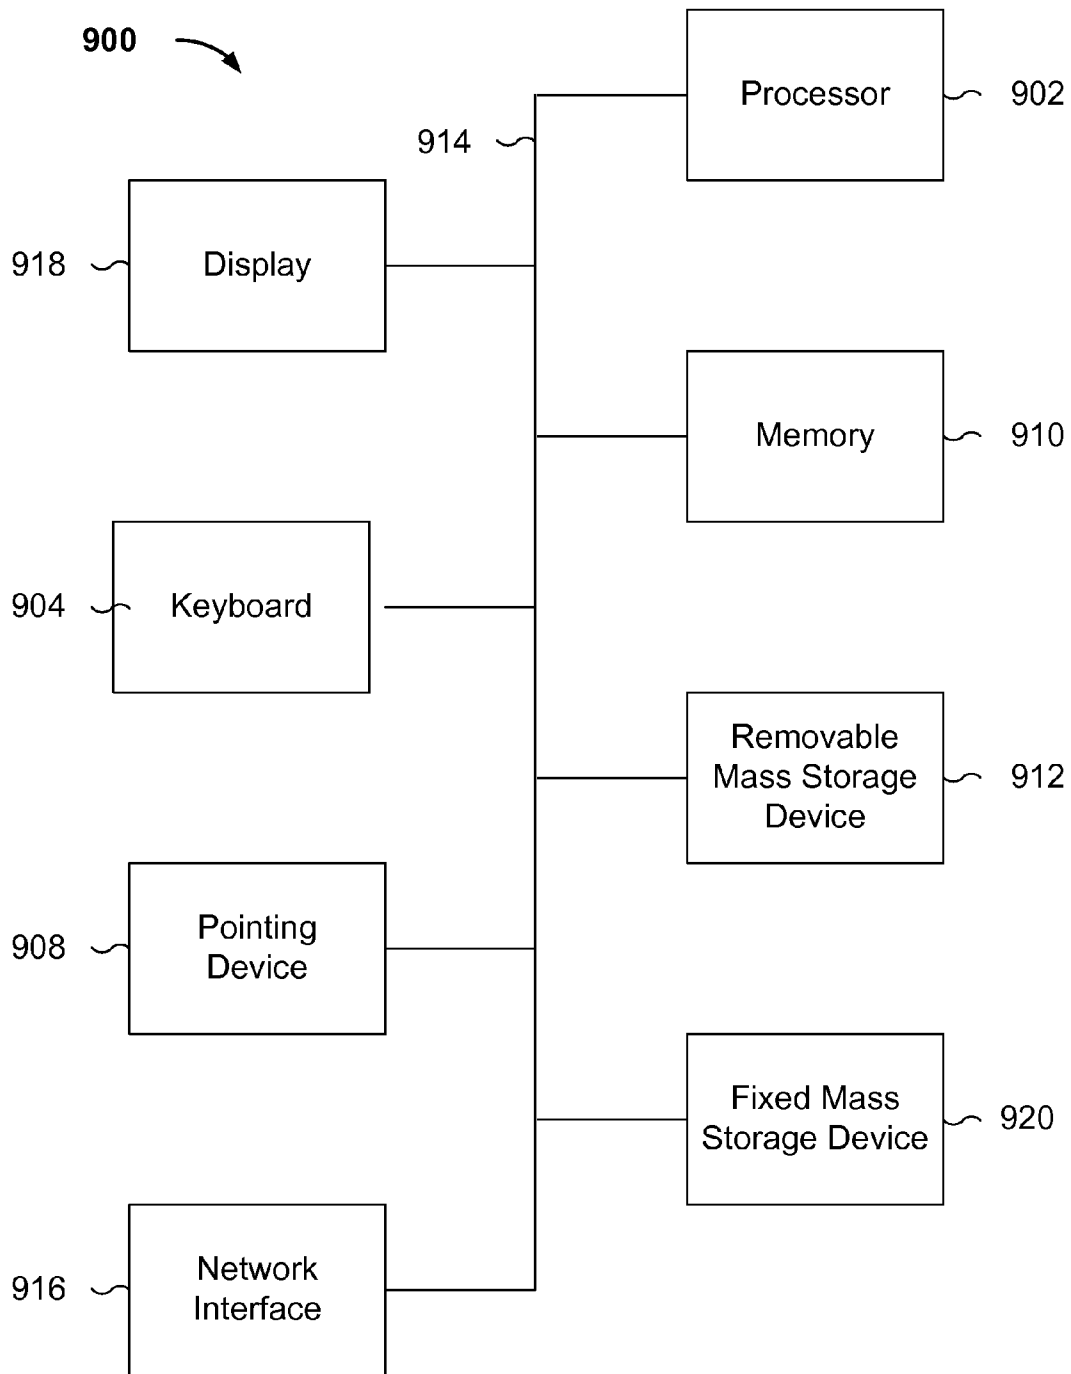 900
Processor
902
914
918
Display
Memory
910
904
Keyboard
Removable
Mass Storage
Device
912
908
Pointing
Device
Fixed Mass
Storage Device
920
916
Network
Interface